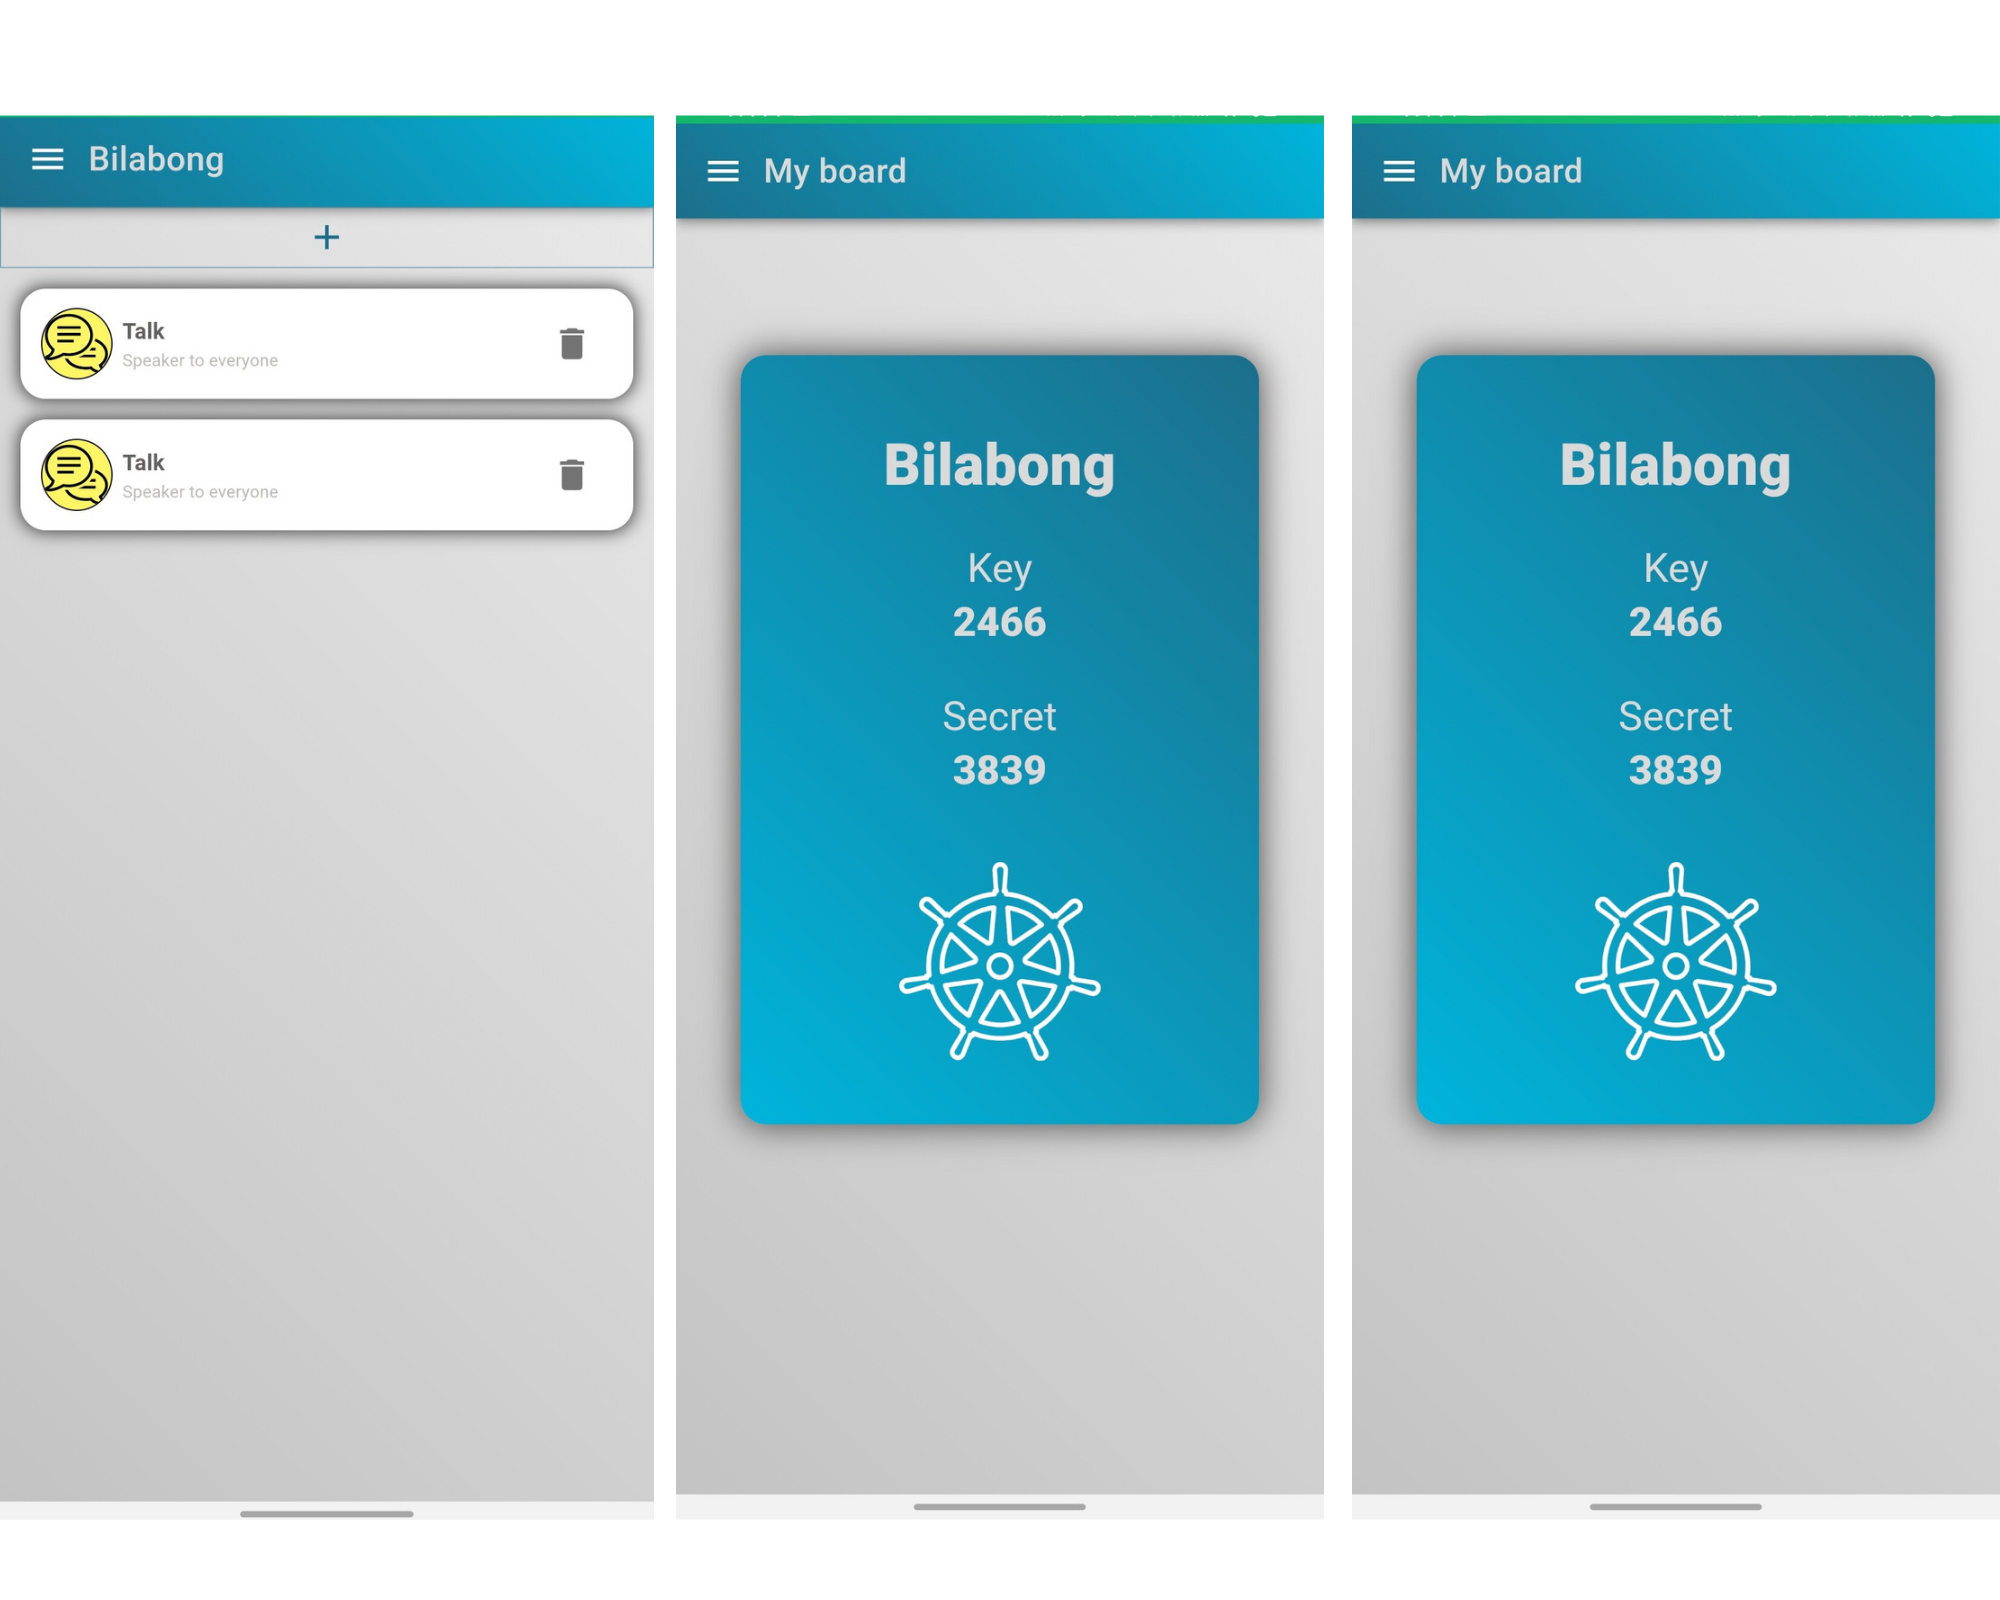 Bilabong
+
Talk
Speaker to everyone
Talk
Speaker to everyone
My board
Bilabong
Key
2466
Secret
3839
My board
Bilabong
Key
2466
Secret
3839